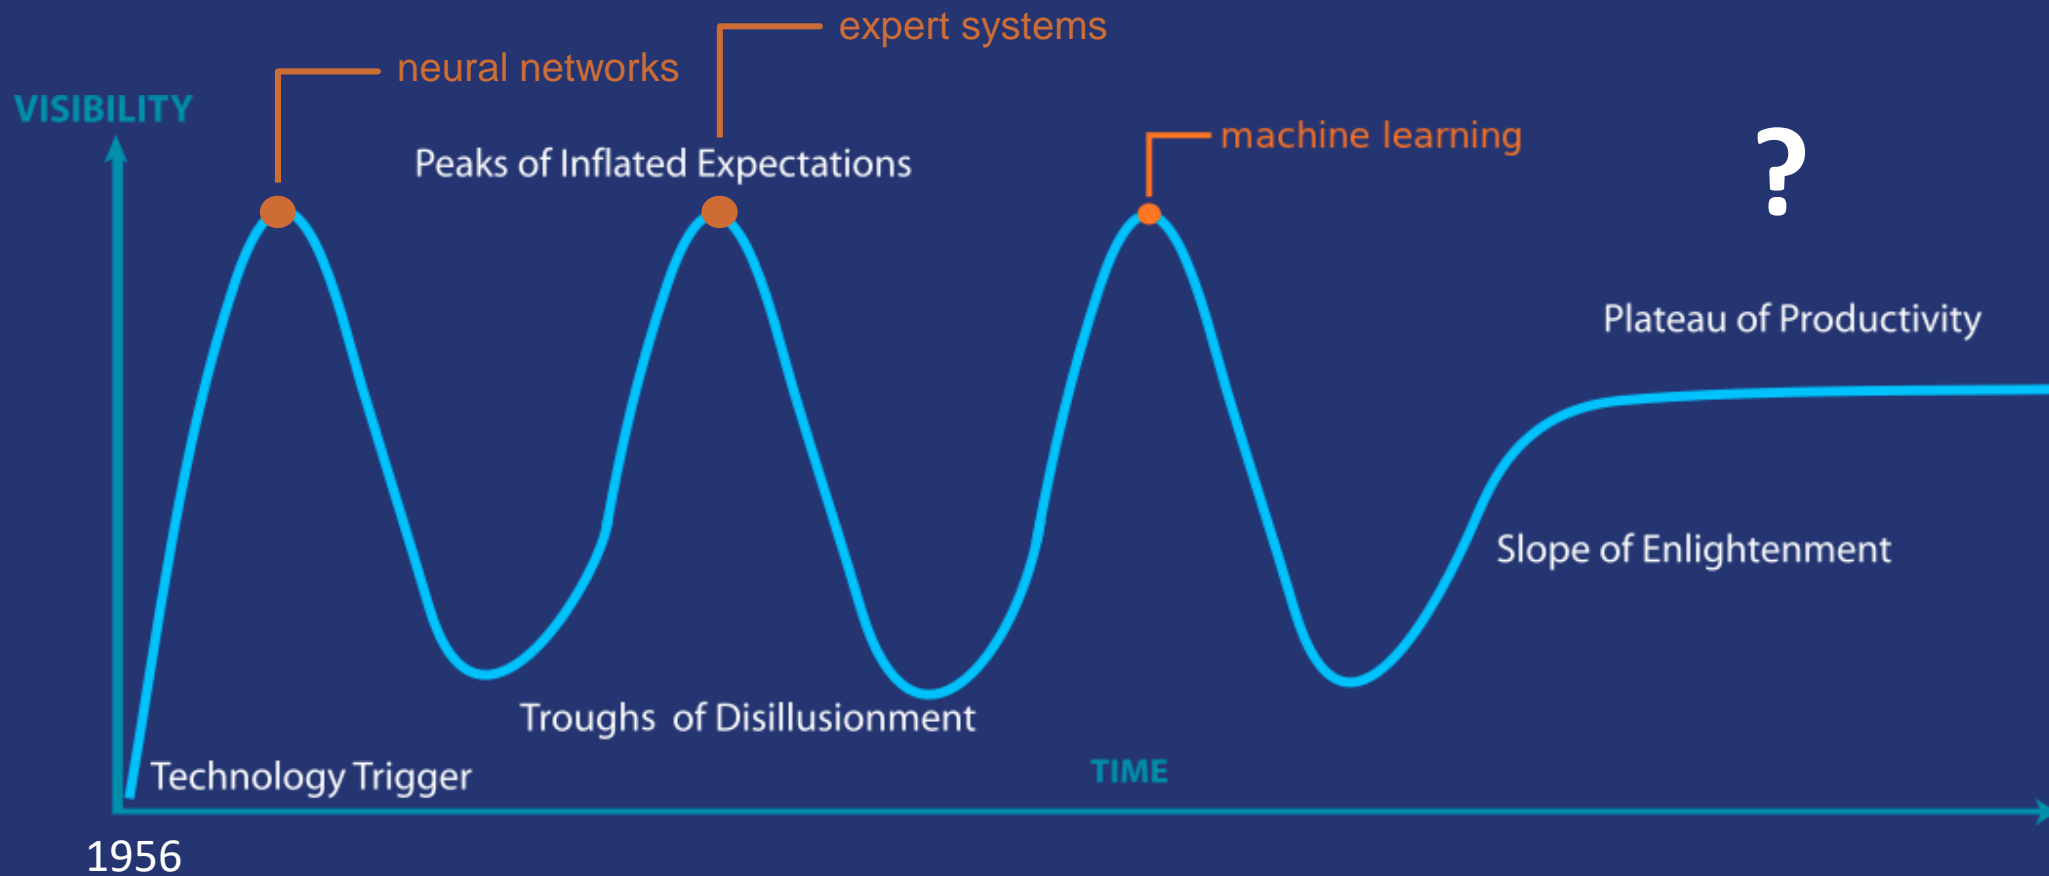 expert systems
neural networks
VISIBILITY
machine learning
Peaks of Inflated Expectations
?
Plateau of Productivity
Slope of Enlightenment
Troughs of Disillusionment
TIME
Technology Trigger
1956